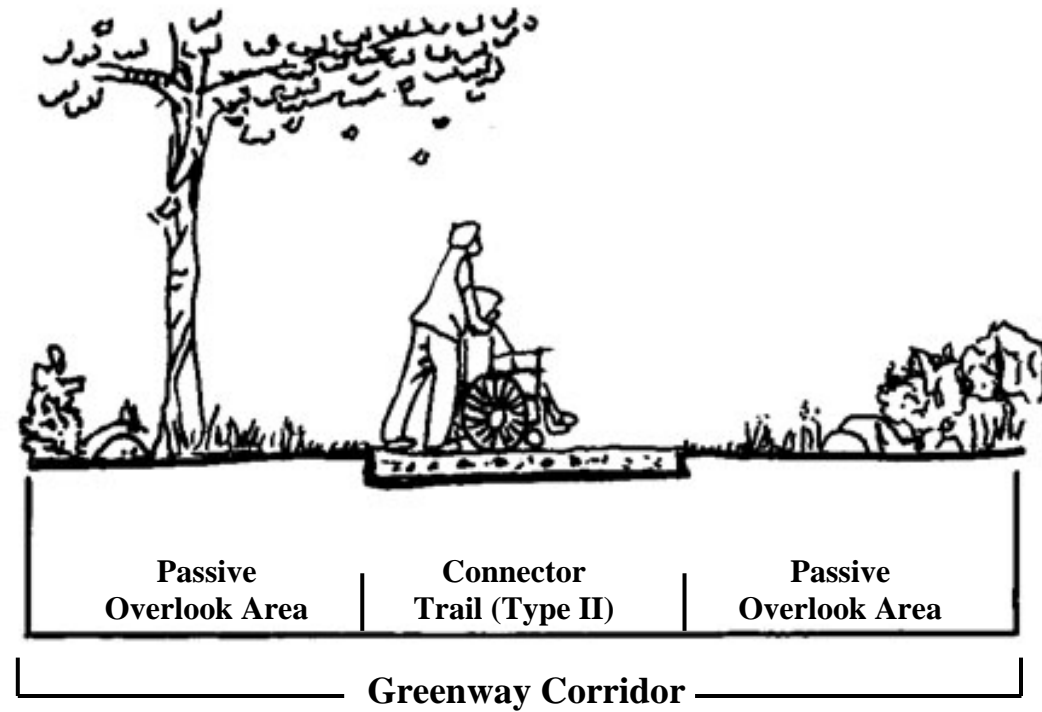 Passive
Overlook Area
Connector
Trail (Type II)
Passive
Overlook Area
Greenway Corridor